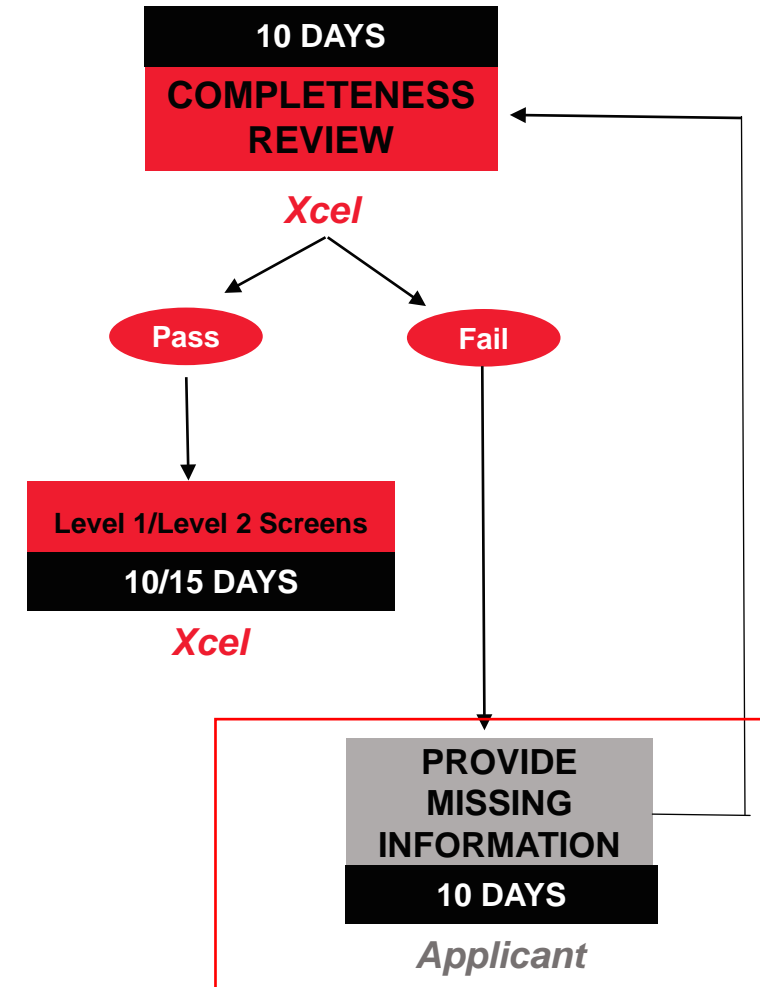 10 DAYS
COMPLETENESS
REVIEW
Xcel
Pass
Fail
Level 1/Level 2 Screens
10/15 DAYS
Xcel
PROVIDE
MISSING
INFORMATION
10 DAYS
Applicant